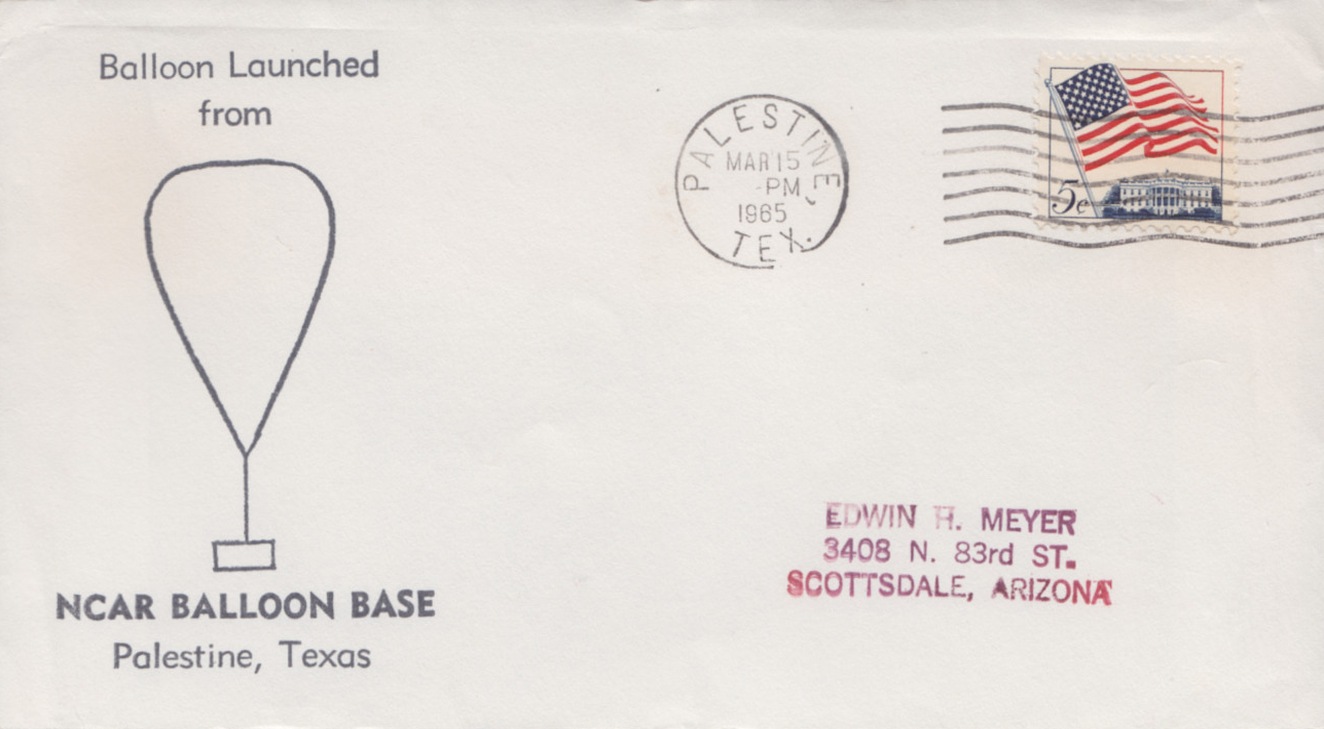 Balloon Launched
from
NCAR BALLOON BASE
Palestine, Texas
PALESTINE,
MAR 15
-PM
1965
TEX.
5¢
EDWIN H. MEYER
3408 N. 83rd ST.
SCOTTSDALE, ARIZONA